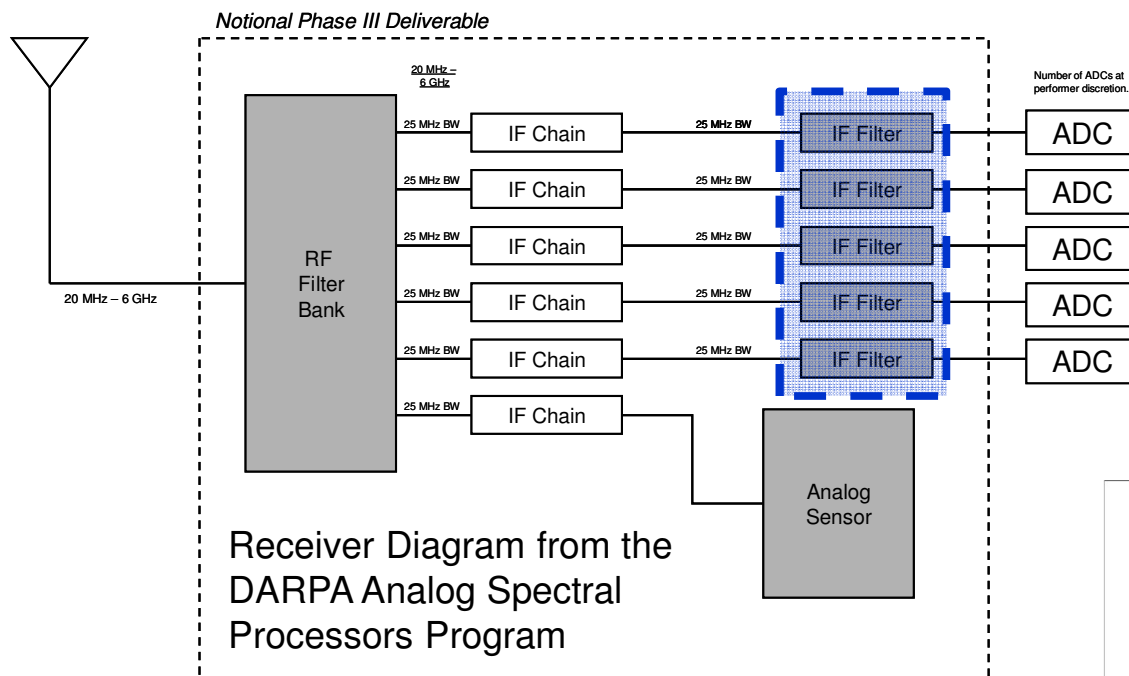 Notional Phase III Deliverable
20 MHz –
6 GHz
Number of ADCs at
performer discretion.
25 MHz BW
IF Chain
25 MHz BW
IF Filter
ADC
25 MHz BW
IF Chain
25 MHz BW
IF Filter
ADC
25 MHz BW
IF Chain
25 MHz BW
IF Filter
ADC
RF
Filter
Bank
20 MHz – 6 GHz
25 MHz BW
IF Chain
25 MHz BW
IF Filter
ADC
25 MHz BW
IF Chain
25 MHz BW
IF Filter
ADC
25 MHz BW
IF Chain
Analog
Sensor
Receiver Diagram from the
DARPA Analog Spectral
Processors Program